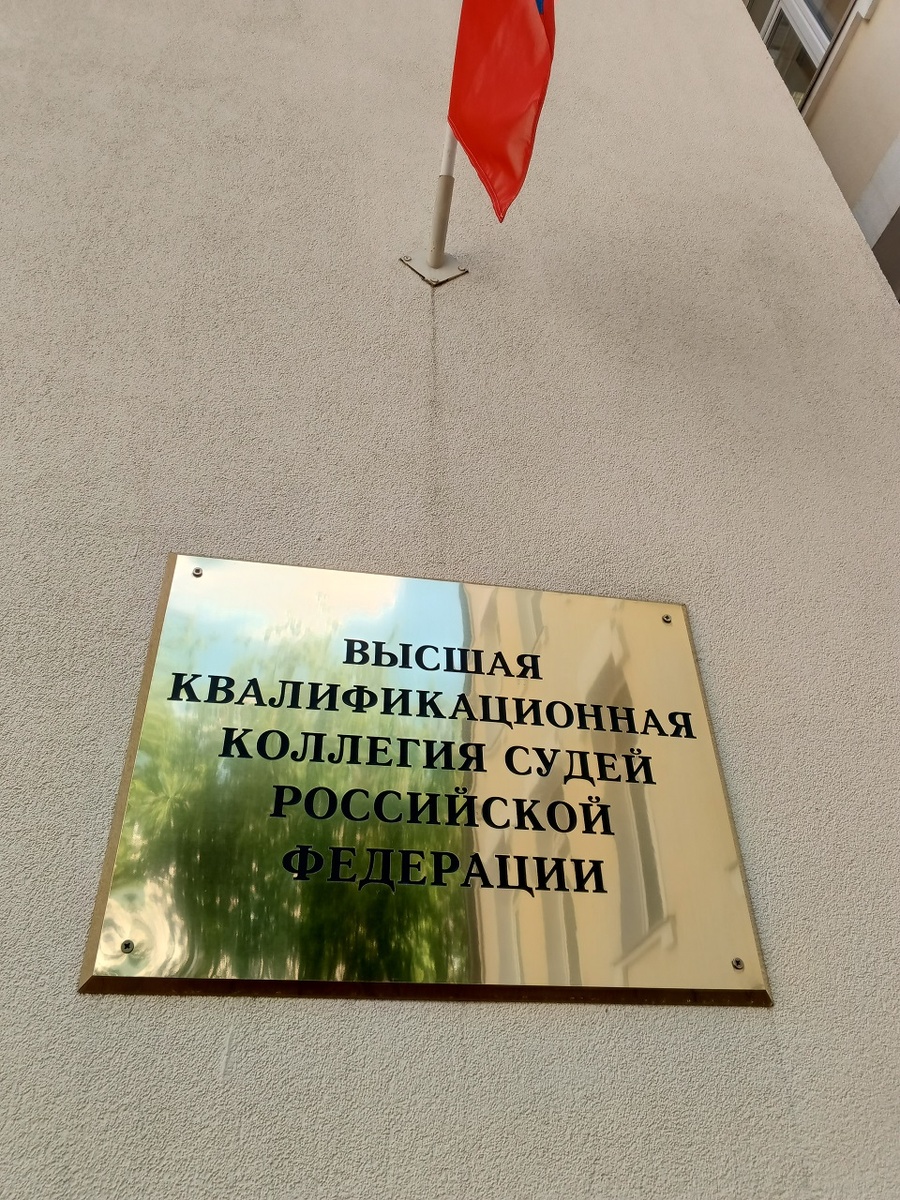 ВЫСШАЯ
КВАЛИФИКАЦИОННАЯ
КОЛЛЕГИЯ СУДЕЙ
РОССИЙСКОЙ
ФЕДЕРАЦИИ